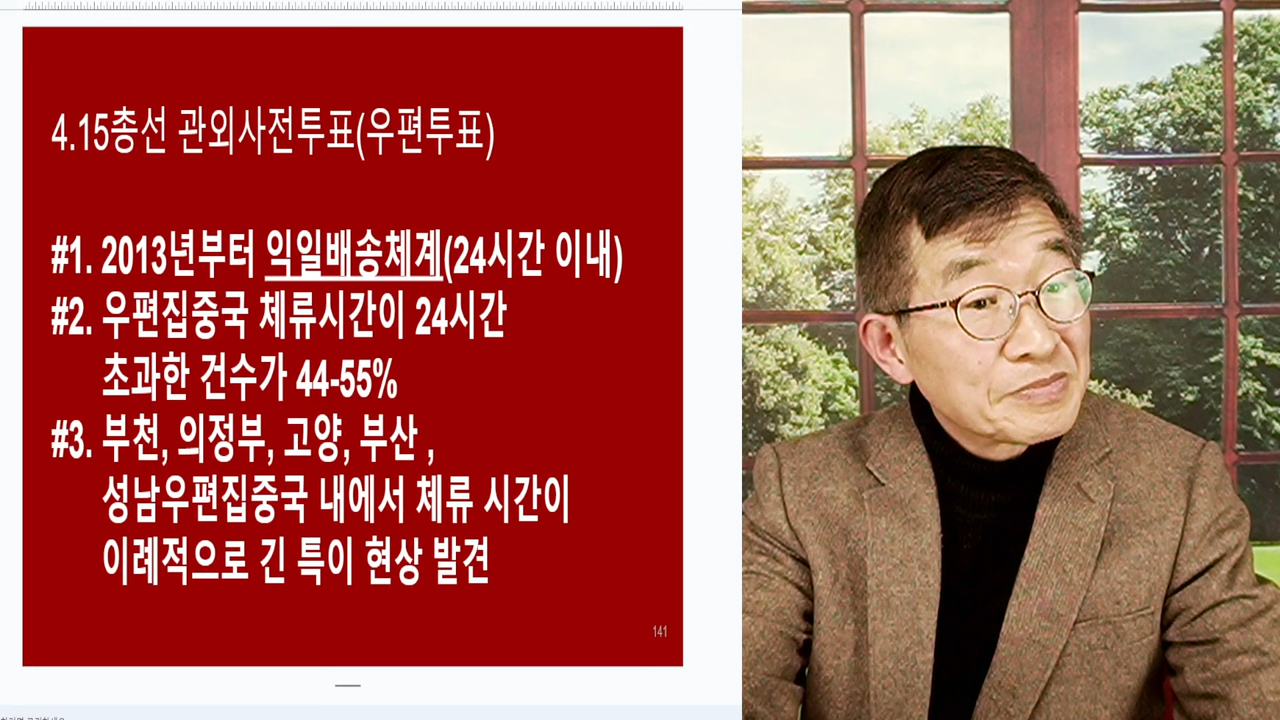 4.15총선 관외사전투표(우편투표)
#1. 2013년부터 익일배송체계(24시간 이내)
#2. 우편집중국 체류시간이 24시간
초과한 건수가 44-55%
#3. 부천, 의정부, 고양, 부산 ,
성남우편집중국 내에서 체류 시간이
이례적으로 긴 특이 현상 발견
141